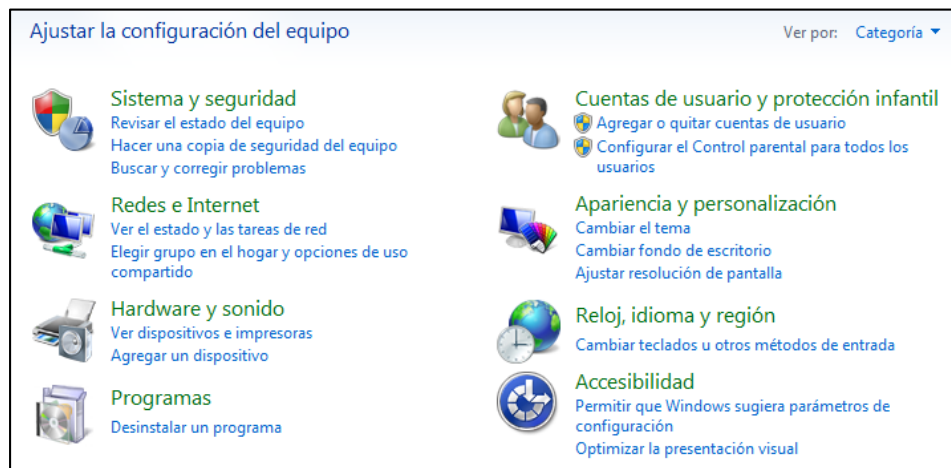 Ajustar la configuración del equipo
Ver por: Categoría
Sistema y seguridad
Revisar el estado del equipo
Hacer una copia de seguridad del equipo
Buscar y corregir problemas
Redes e Internet
Ver el estado y las tareas de red
Elegir grupo en el hogar y opciones de uso
compartido
Hardware y sonido
Ver dispositivos e impresoras
Agregar un dispositivo
Programas
Desinstalar un programa
Cuentas de usuario y protección infantil
Agregar o quitar cuentas de usuario
Configurar el Control parental para todos los
usuarios
Apariencia y personalización
Cambiar el tema
Cambiar fondo de escritorio
Ajustar resolución de pantalla
Reloj, idioma y región
Cambiar teclados u otros métodos de entrada
Accesibilidad
Permitir que Windows sugiera parámetros de
configuración
Optimizar la presentación visual